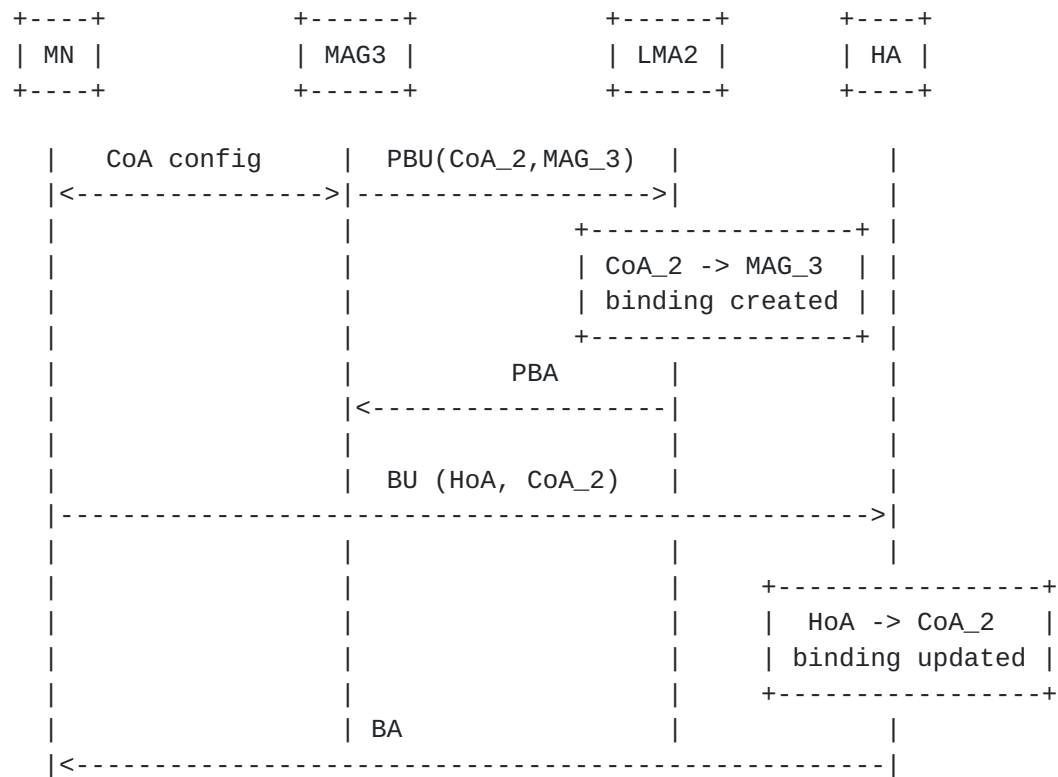 MN MAG3 LMA2 HA
CoA config PBU(CoA_2,MAG_3)
CoA_2 -> MAG_3
binding created
PBA
BU (HoA, CoA_2)
HoA -> CoA_2
binding updated
BA